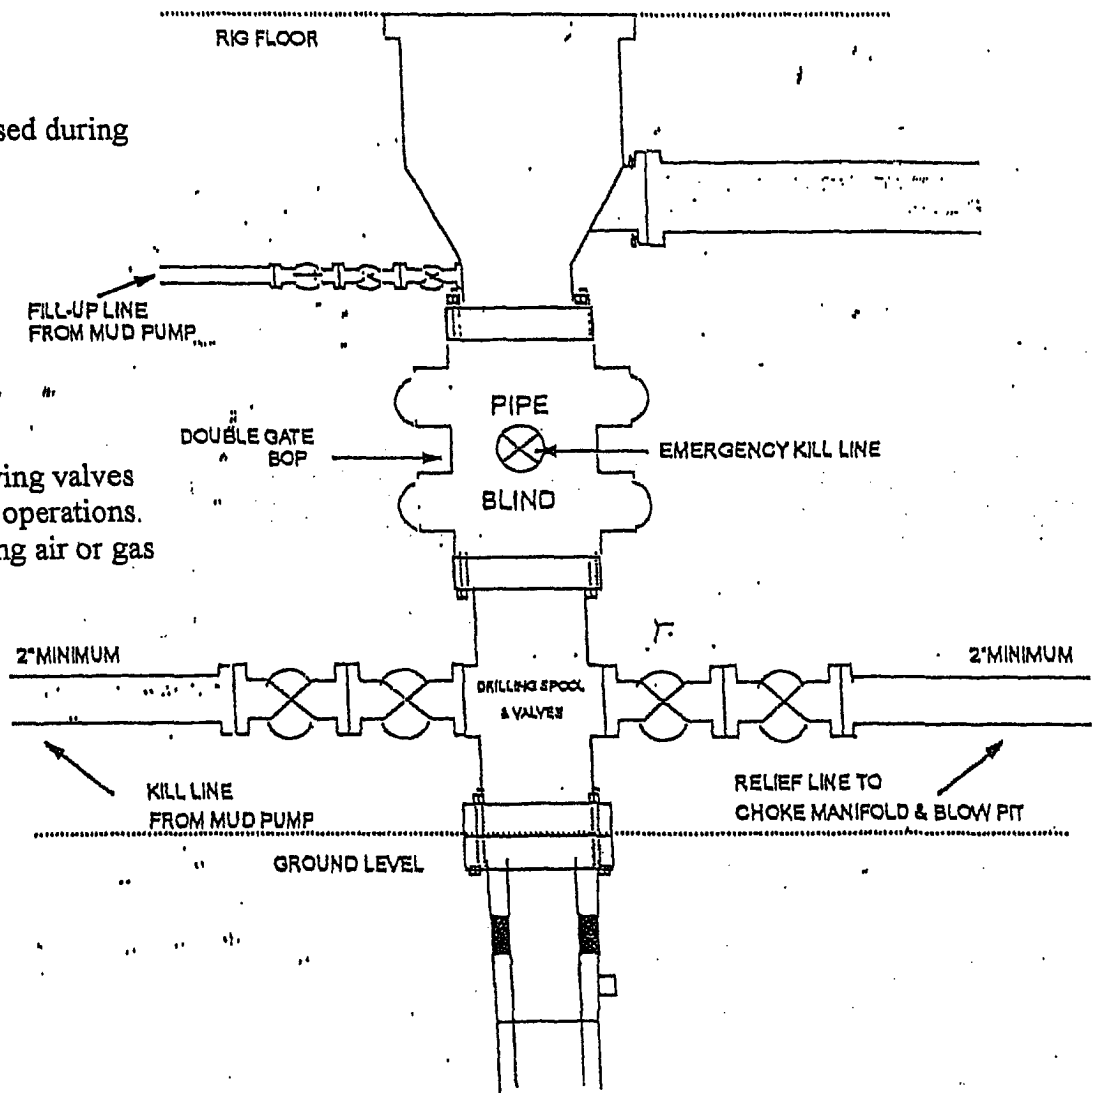 RIG FLOOR
sed during
FILL-UP LINE
FROM MUD PUMP
PIPE
DOUBLE GATE
BOP
EMERGENCY KILL LINE
BLIND
ving valves
operations.
ng air or gas
2" MINIMUM
2" MINIMUM
DRILLING SPOOL
& VALVES
KILL LINE
FROM MUD PUMP
RELIEF LINE TO
CHOKE MANIFOLD & BLOW PIT
GROUND LEVEL